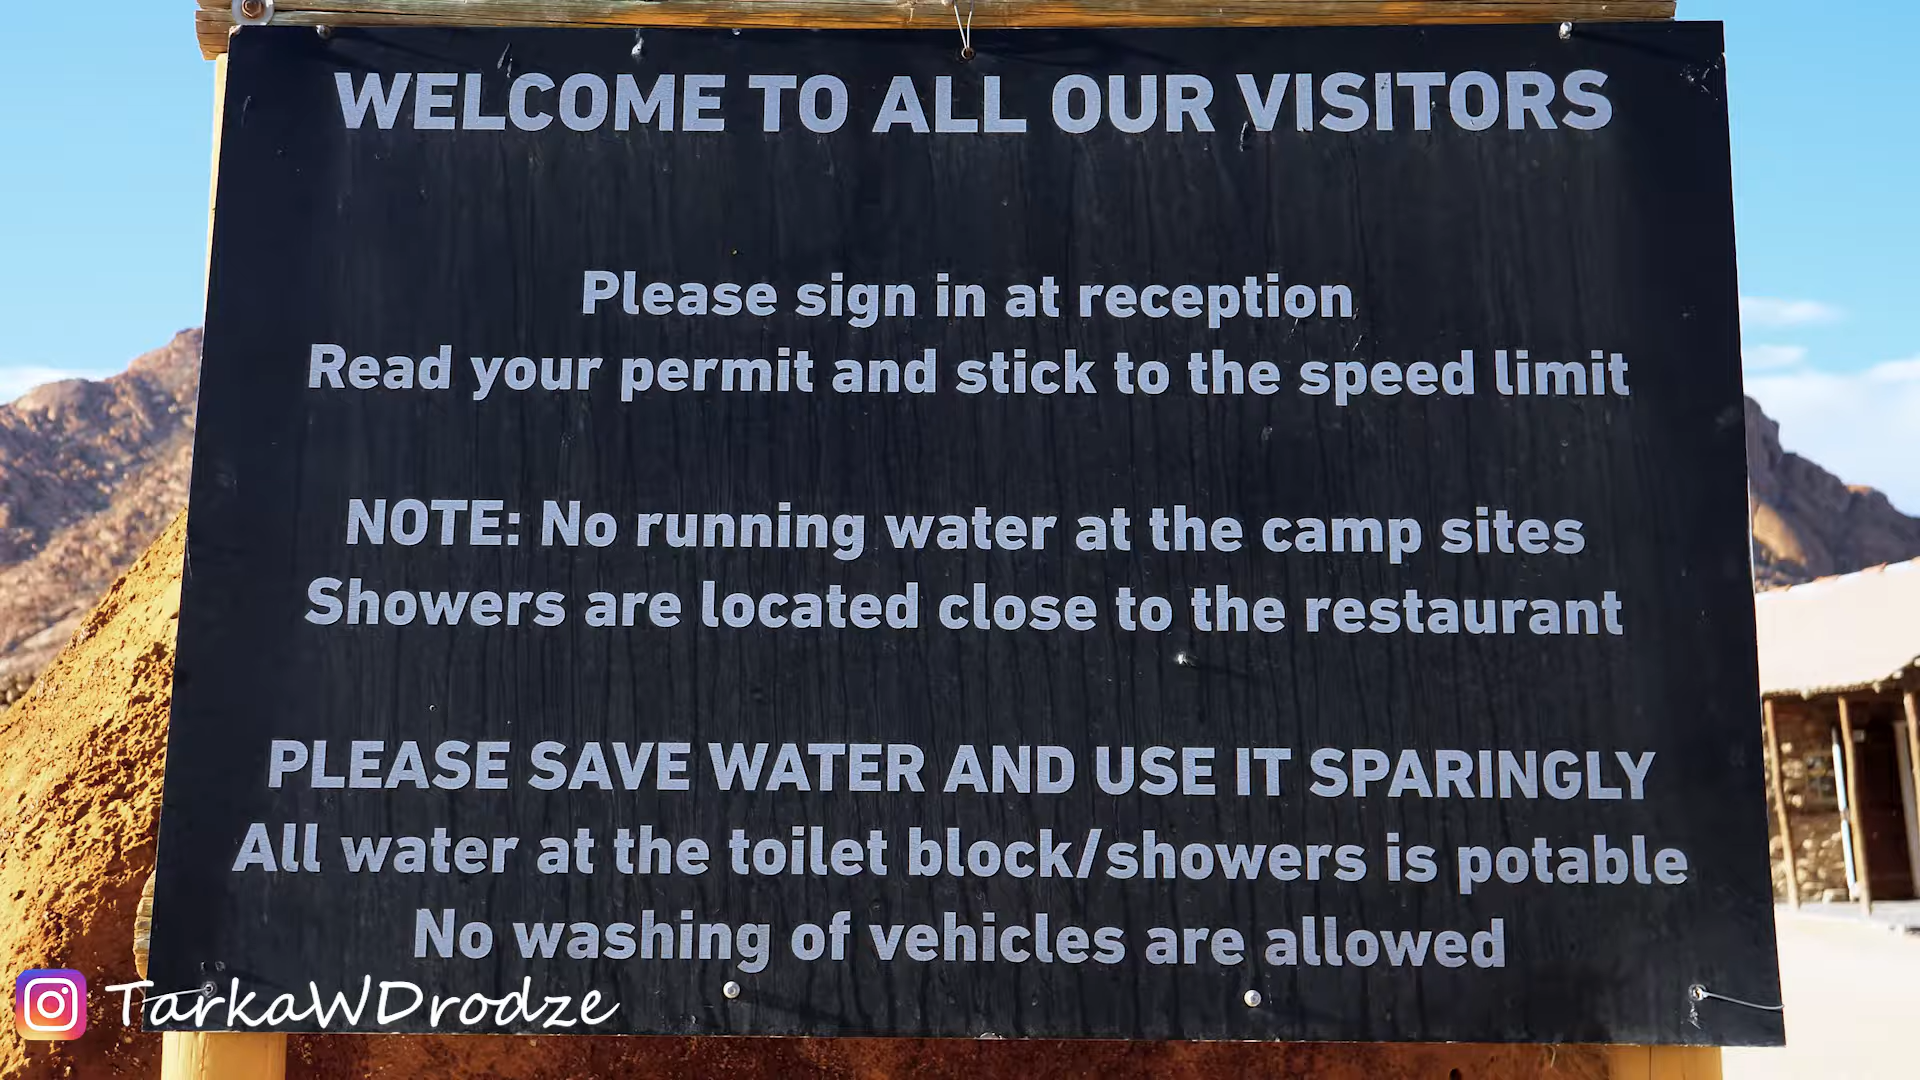 WELCOME TO ALL OUR VISITORS
Please sign in at reception
Read your permit and stick to the speed limit
NOTE: No running water at the camp sites
Showers are located close to the restaurant
PLEASE SAVE WATER AND USE IT SPARINGLY
All water at the toilet block/showers is potable
No washing of vehicles are allowed
TarkaWDrodze